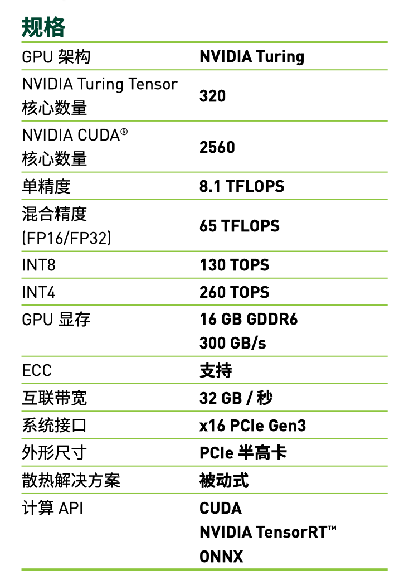 规格
GPU 架构 NVIDIA Turing
NVIDIA Turing Tensor
核心数量 320
NVIDIA CUDA®
核心数量 2560
单精度 8.1 TFLOPS
混合精度
(FP16/FP32) 65 TFLOPS
INT8 130 TOPS
INT4 260 TOPS
GPU 显存 16 GB GDDR6
300 GB/s
ECC 支持
互联带宽 32 GB / 秒
系统接口 x16 PCIe Gen3
外形尺寸 PCIe 半高卡
散热解决方案 被动式
计算 API CUDA
NVIDIA TensorRT™
ONNX